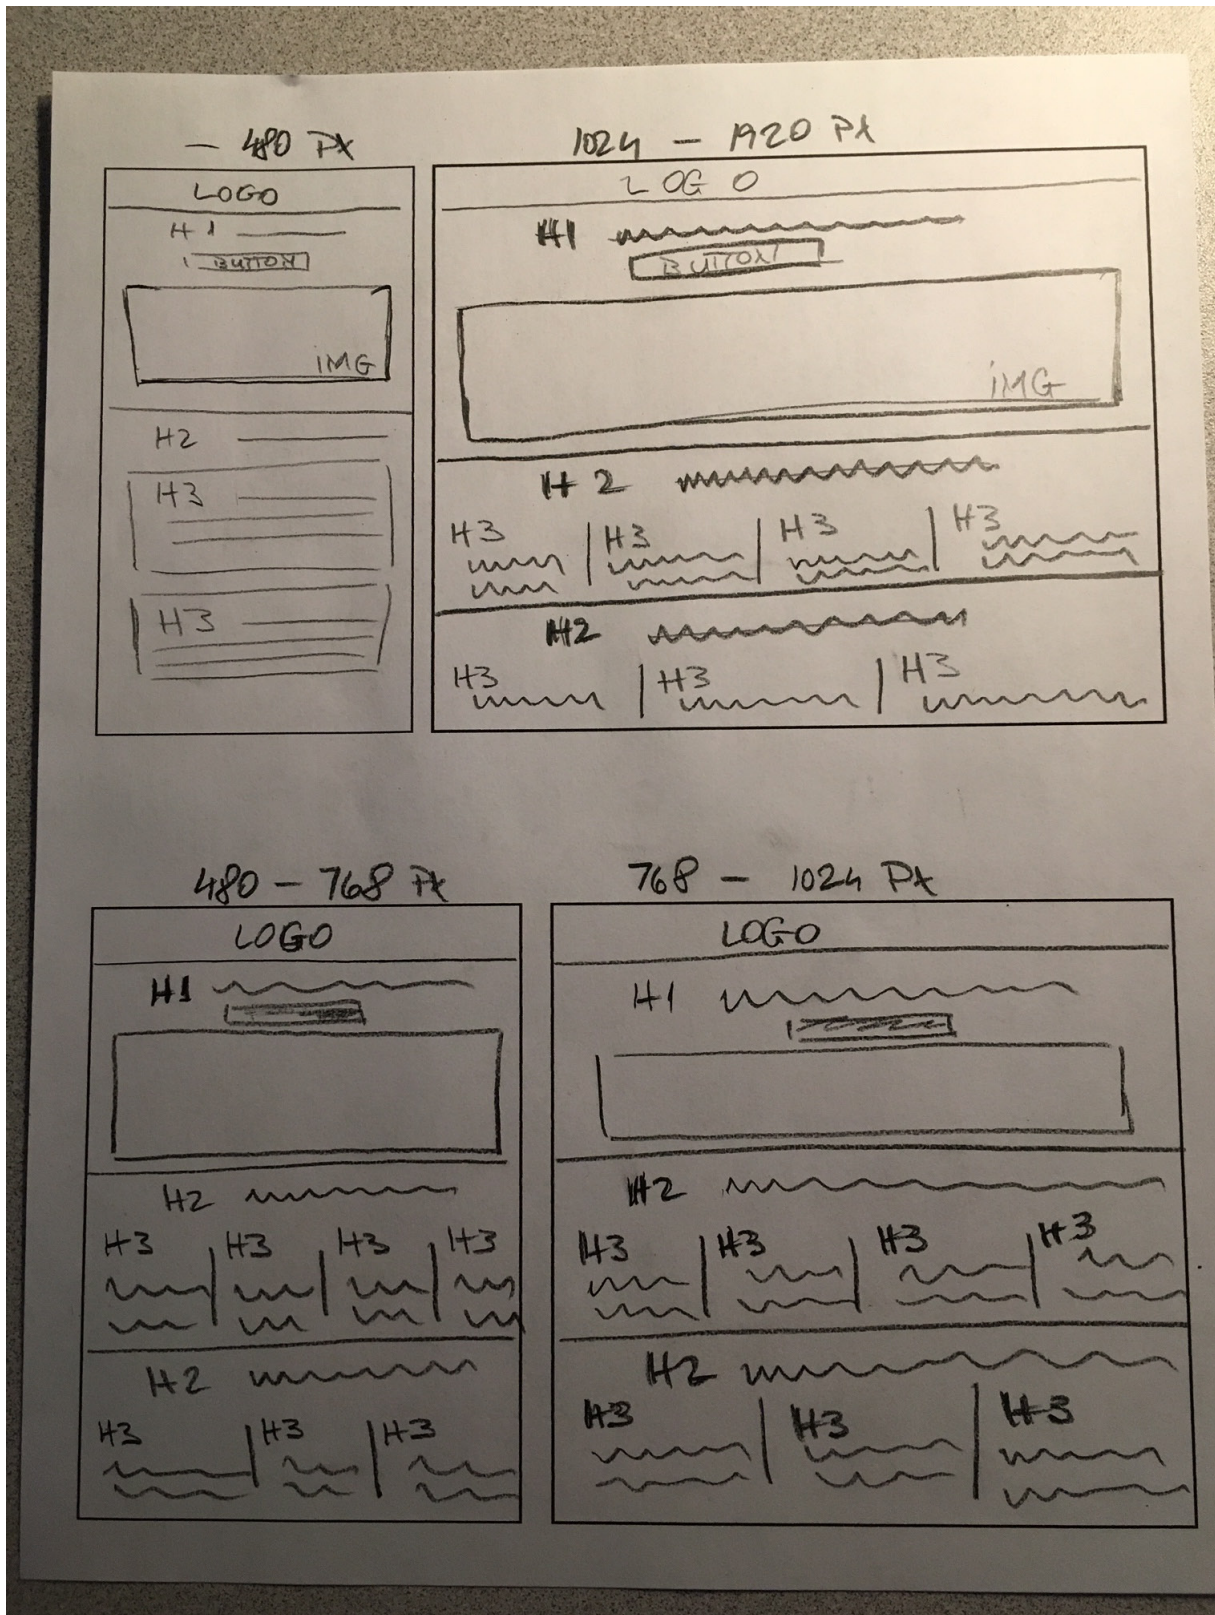 — 480 PX
LOGO
H1
BUTTON
IMG
H2
H3
H3
1024 — 1920 PX
LOGO
H1
BUTTON
IMG
H2
H3 H3 H3 H3
H2
H3 H3 H3
480 — 768 PX
LOGO
H1
H2
H3 H3 H3 H3
H2
H3 H3 H3
768 — 1024 PX
LOGO
H1
H2
H3 H3 H3 H3
H2
H3 H3 H3